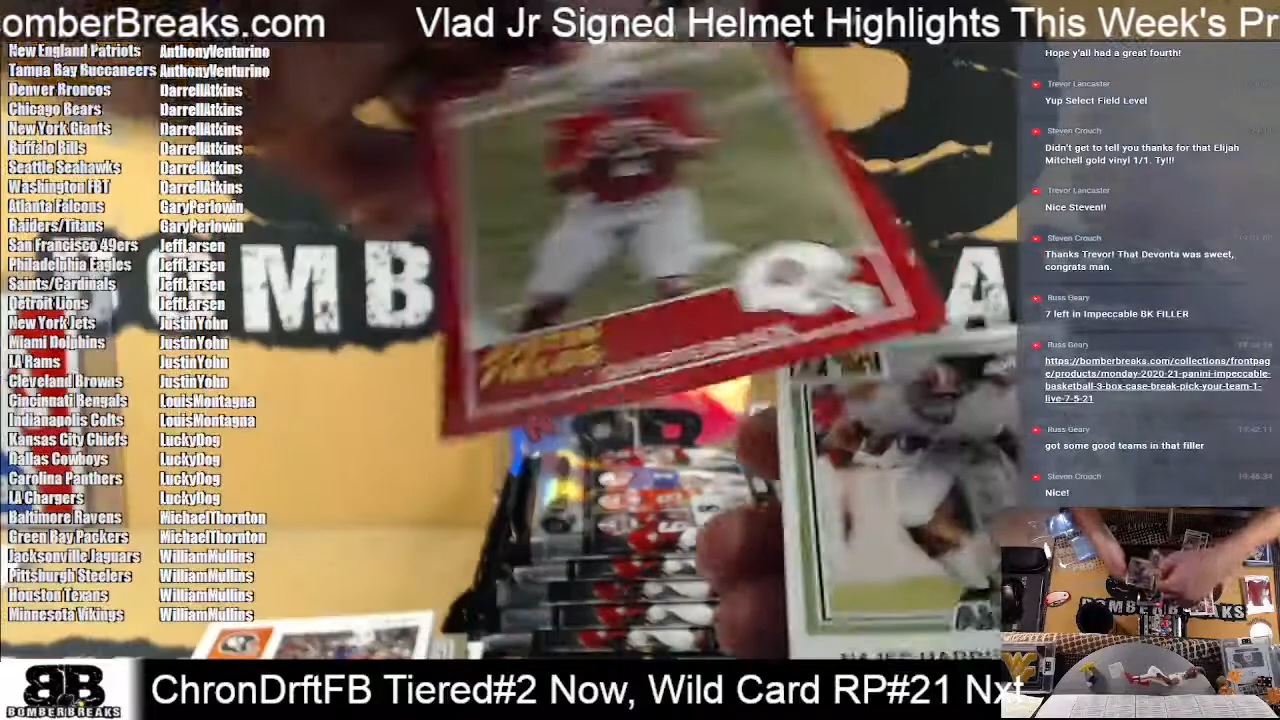 omberBreaks.com Vlad Jr Signed Helmet Highlights This Week's Pr
New England Patriots AnthonyVenturino
Tampa Bay Buccaneers AnthonyVenturino
Denver Broncos DarrellAtkins
Chicago Bears DarrellAtkins
New York Giants DarrellAtkins
Buffalo Bills DarrellAtkins
Seattle Seahawks DarrellAtkins
Washington FBT DarrellAtkins
Atlanta Falcons GaryPerlowin
Raiders/Titans GaryPerlowin
San Francisco 49ers JeffLarsen
Philadelphia Eagles JeffLarsen
Saints/Cardinals JeffLarsen
Detroit Lions JeffLarsen
New York Jets JustinYohn
Miami Dolphins JustinYohn
LA Rams JustinYohn
Cleveland Browns JustinYohn
Cincinnati Bengals LouisMontagna
Indianapolis Colts LouisMontagna
Kansas City Chiefs LuckyDog
Dallas Cowboys LuckyDog
Carolina Panthers LuckyDog
LA Chargers LuckyDog
Baltimore Ravens MichaelThornton
Green Bay Packers MichaelThornton
Jacksonville Jaguars WilliamMullins
Pittsburgh Steelers WilliamMullins
Houston Texans WilliamMullins
Minnesota Vikings WilliamMullins
OMB A
Hope y'all had a great fourth!
Trevor Lancaster
Yup Select Field Level
Steven Crouch
Didn't get to tell you thanks for that Elijah
Mitchell gold vinyl 1/1. Ty!!!
Trevor Lancaster
Nice Steven!!
Steven Crouch
Thanks Trevor! That Devonta was sweet,
congrats man.
Russ Geary
7 left in Impeccable BK FILLER
Russ Geary
https://bomberbreaks.com/collections/frontpag
e/products/monday-2020-21-panini-impeccable-
basketball-3-box-case-break-pick-your-team-1-
live-7-5-21
Russ Geary
got some good teams in that filler
Steven Crouch
Nice!
BOMBERBREAKS
BB
BOMBERBREAKS
ChronDrftFB Tiered#2 Now, Wild Card RP#21 Nxt